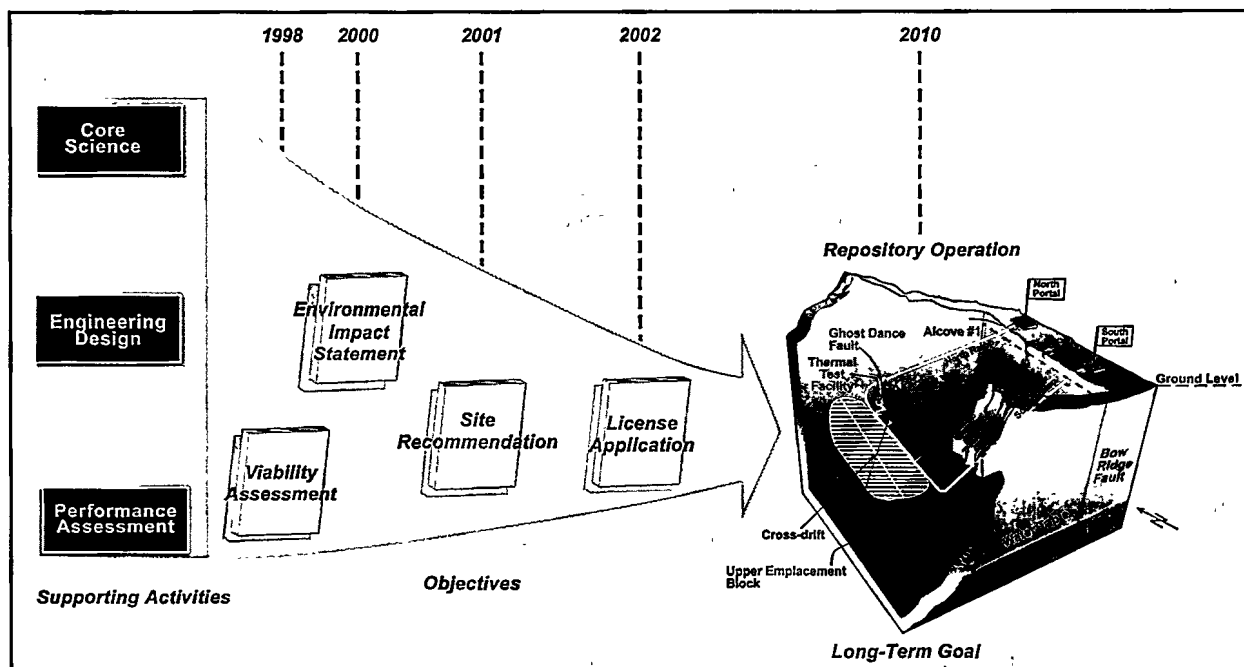 1998
2000
2001
2002
2010
Core
Science
Engineering
Design
Performance
Assessment
Supporting Activities
Environmental
Impact
Statement
Viability
Assessment
Site
Recommendation
License
Application
Objectives
Repository Operation
North
Portal
South
Portal
Alcove #1
Ghost Dance
Fault
Thermal
Test
Facility
Ground Level
Bow
Ridge
Fault
N
Cross-drift
Upper Emplacement
Block
Long-Term Goal